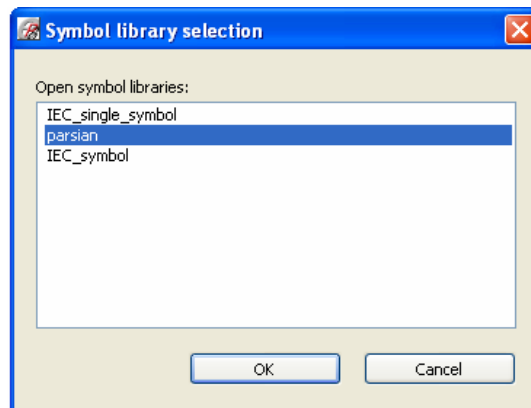 Symbol library selection
Open symbol libraries:
IEC_single_symbol
parsian
IEC_symbol
OK
Cancel